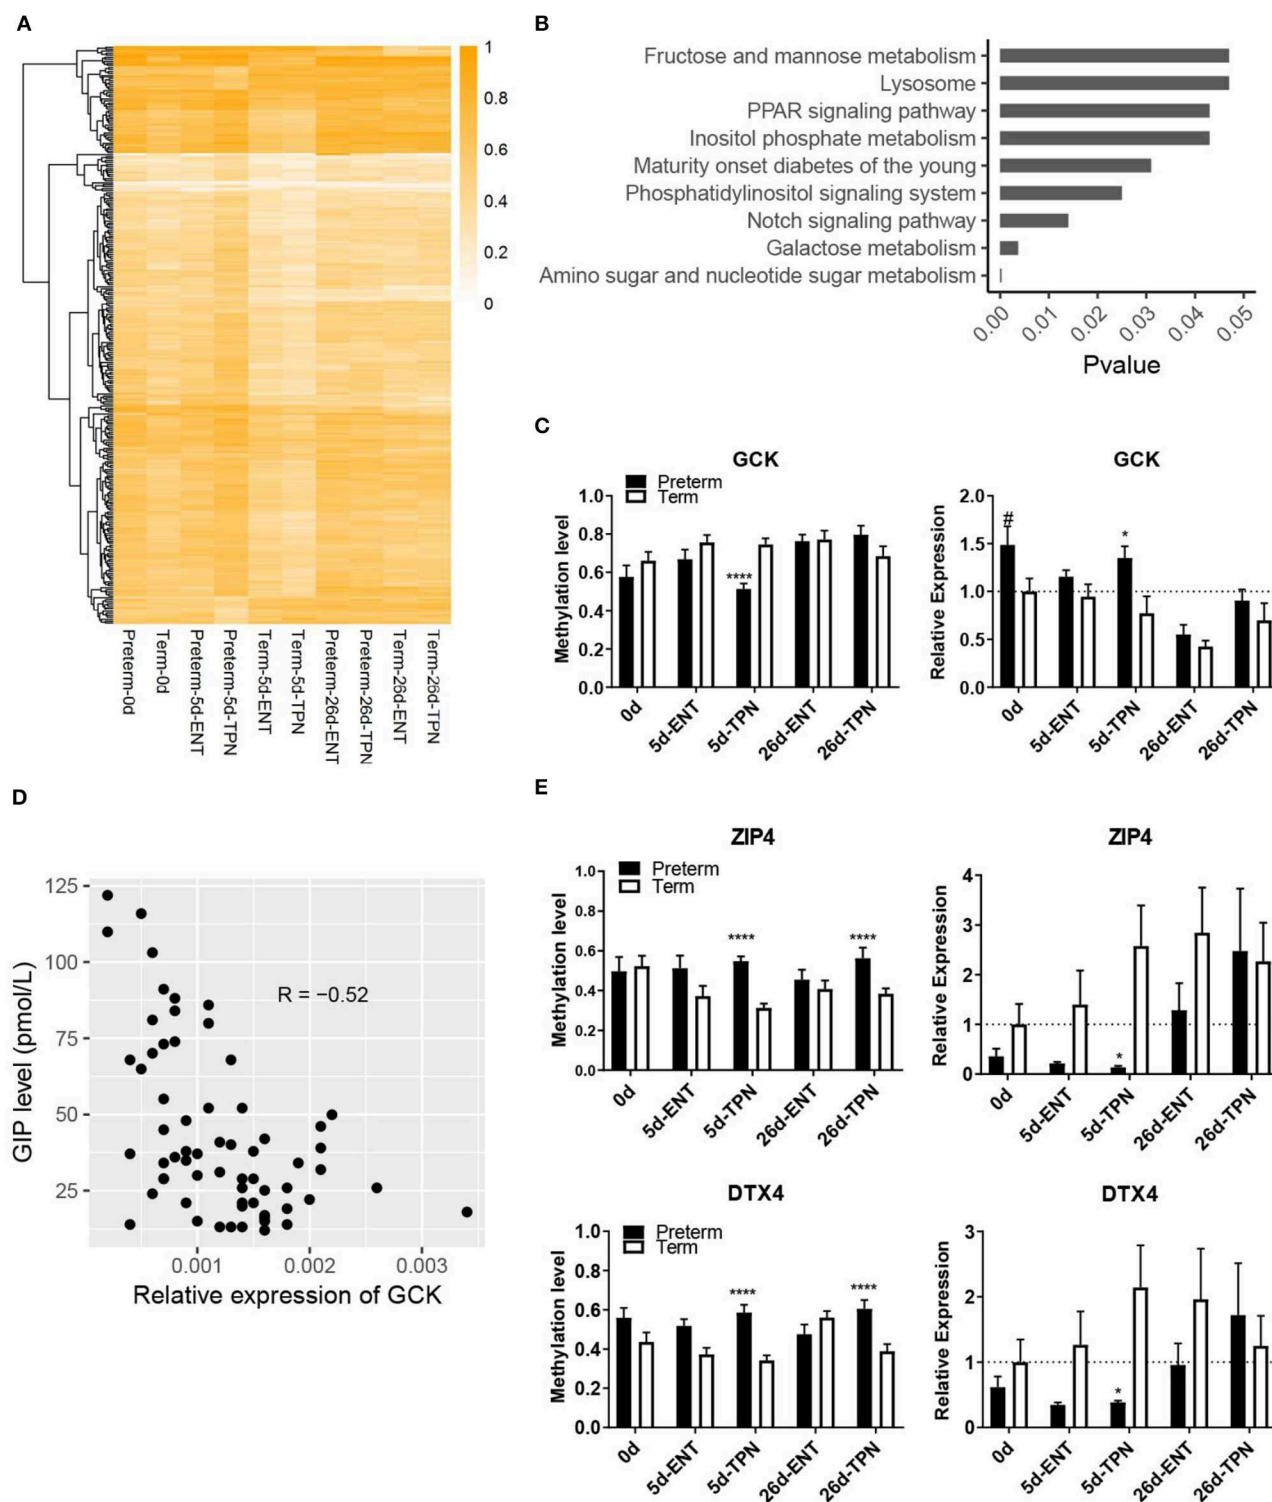 A
1
0.8
0.6
0.4
0.2
0
Preterm-0d
Term-0d
Preterm-5d-ENT
Preterm-5d-TPN
Term-5d-ENT
Term-5d-TPN
Preterm-26d-ENT
Preterm-26d-TPN
Term-26d-ENT
Term-26d-TPN
B
Fructose and mannose metabolism
Lysosome
PPAR signaling pathway
Inositol phosphate metabolism
Maturity onset diabetes of the young
Phosphatidylinositol signaling system
Notch signaling pathway
Galactose metabolism
Amino sugar and nucleotide sugar metabolism
0.00
0.01
0.02
0.03
0.04
0.05
Pvalue
C
GCK
Preterm
Term
Methylation level
1.0
0.8
0.6
0.4
0.2
0.0
****
0d
5d-ENT
5d-TPN
26d-ENT
26d-TPN
GCK
Relative Expression
2.0
1.5
1.0
0.5
0.0
#
*
0d
5d-ENT
5d-TPN
26d-ENT
26d-TPN
D
GIP level (pmol/L)
125
100
75
50
25
R = −0.52
0.001
0.002
0.003
Relative expression of GCK
E
ZIP4
Preterm
Term
Methylation level
1.0
0.8
0.6
0.4
0.2
0.0
****
****
0d
5d-ENT
5d-TPN
26d-ENT
26d-TPN
ZIP4
Relative Expression
4
3
2
1
0
*
0d
5d-ENT
5d-TPN
26d-ENT
26d-TPN
DTX4
Preterm
Term
Methylation level
1.0
0.8
0.6
0.4
0.2
0.0
****
****
0d
5d-ENT
5d-TPN
26d-ENT
26d-TPN
DTX4
Relative Expression
3
2
1
0
*
0d
5d-ENT
5d-TPN
26d-ENT
26d-TPN